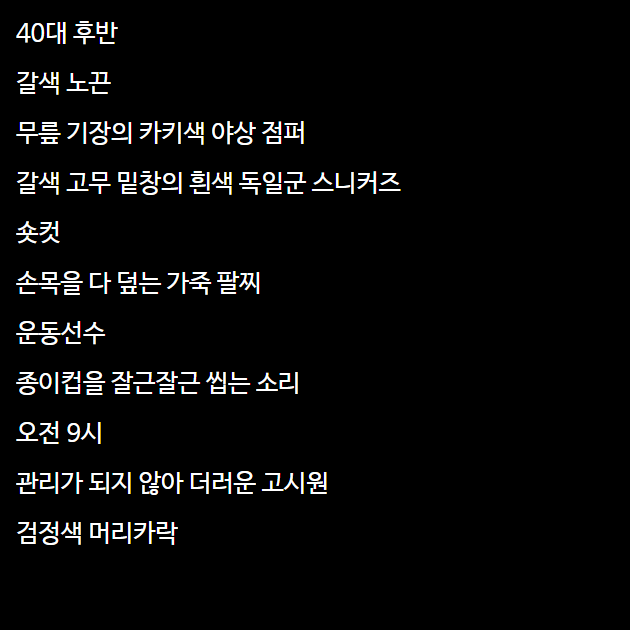 40대 후반
갈색 노끈
무릎 기장의 카키색 야상 점퍼
갈색 고무 밑창의 흰색 독일군 스니커즈
숏컷
손목을 다 덮는 가죽 팔찌
운동선수
종이컵을 잘근잘근 씹는 소리
오전 9시
관리가 되지 않아 더러운 고시원
검정색 머리카락